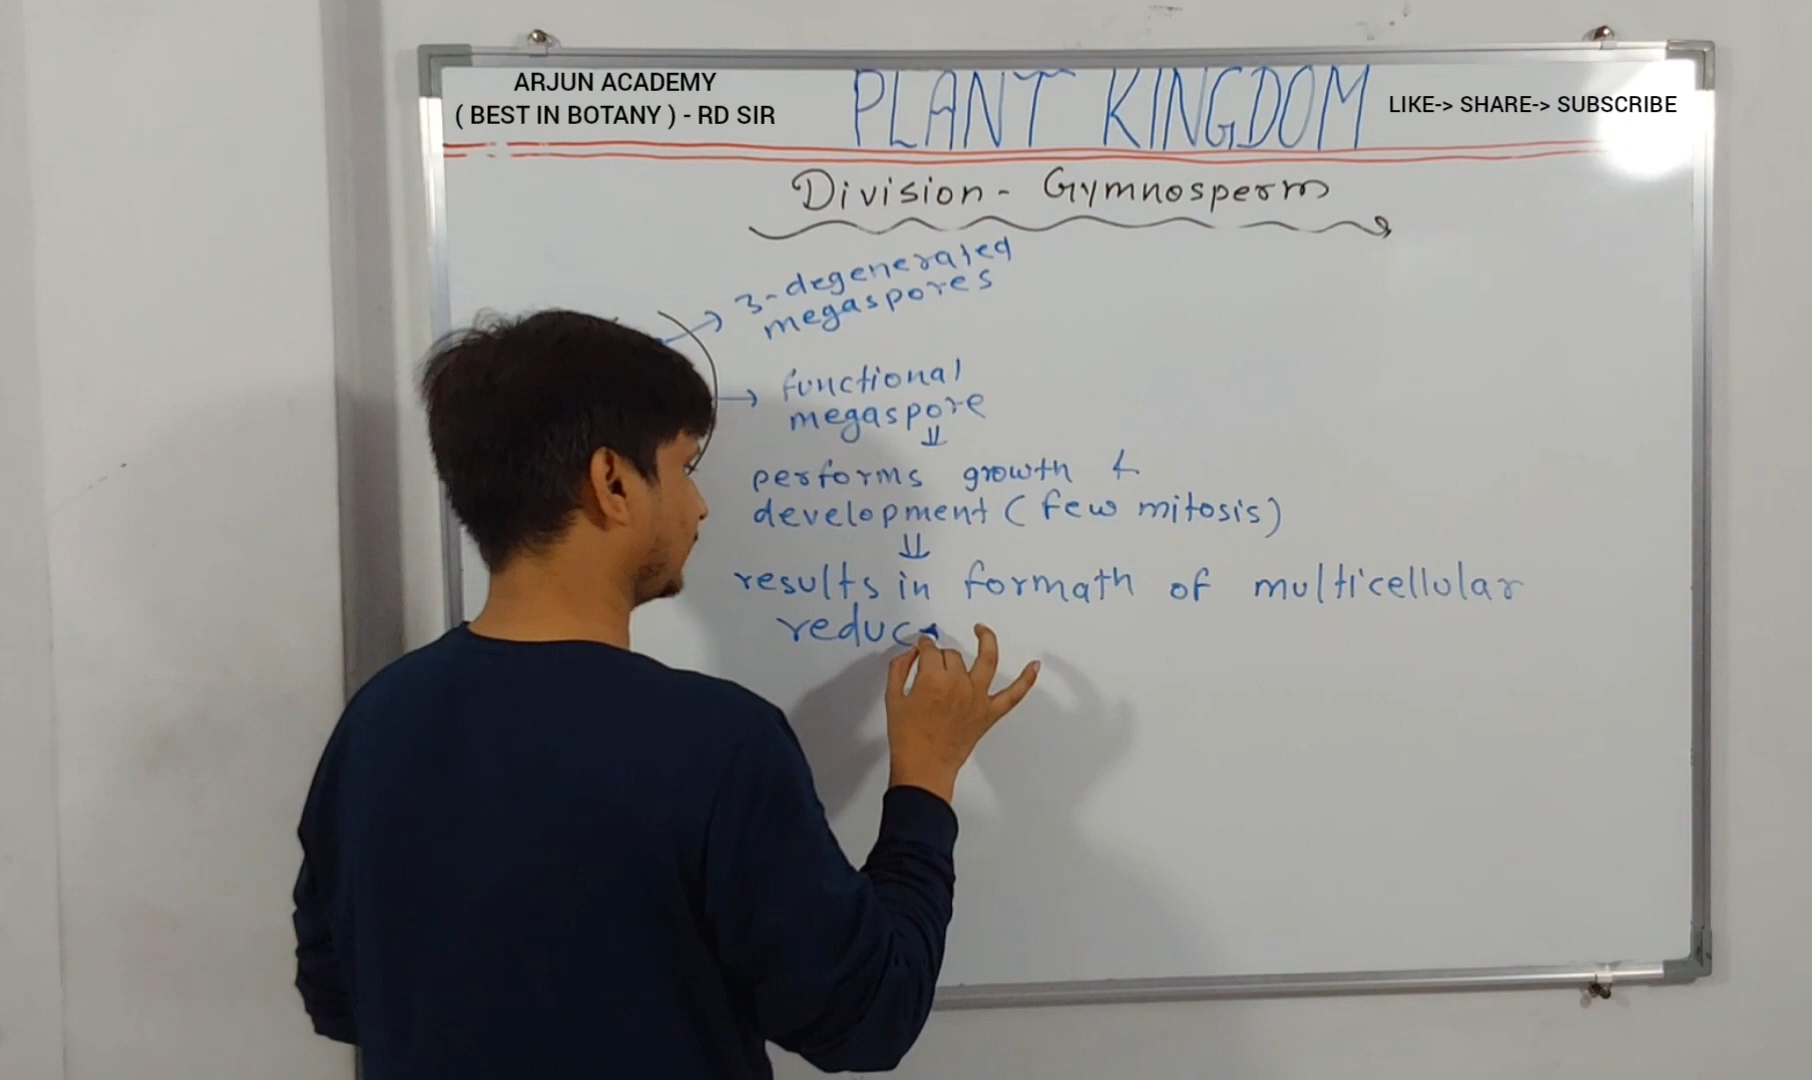 ARJUN ACADEMY
( BEST IN BOTANY ) - RD SIR
PLANT KINGDOM
LIKE-> SHARE-> SUBSCRIBE
Division - Gymnosperm
3-degenerated
megaspores
functional
megaspore
performs growth &
development (few mitosis)
results in formath of multicellular
reduc